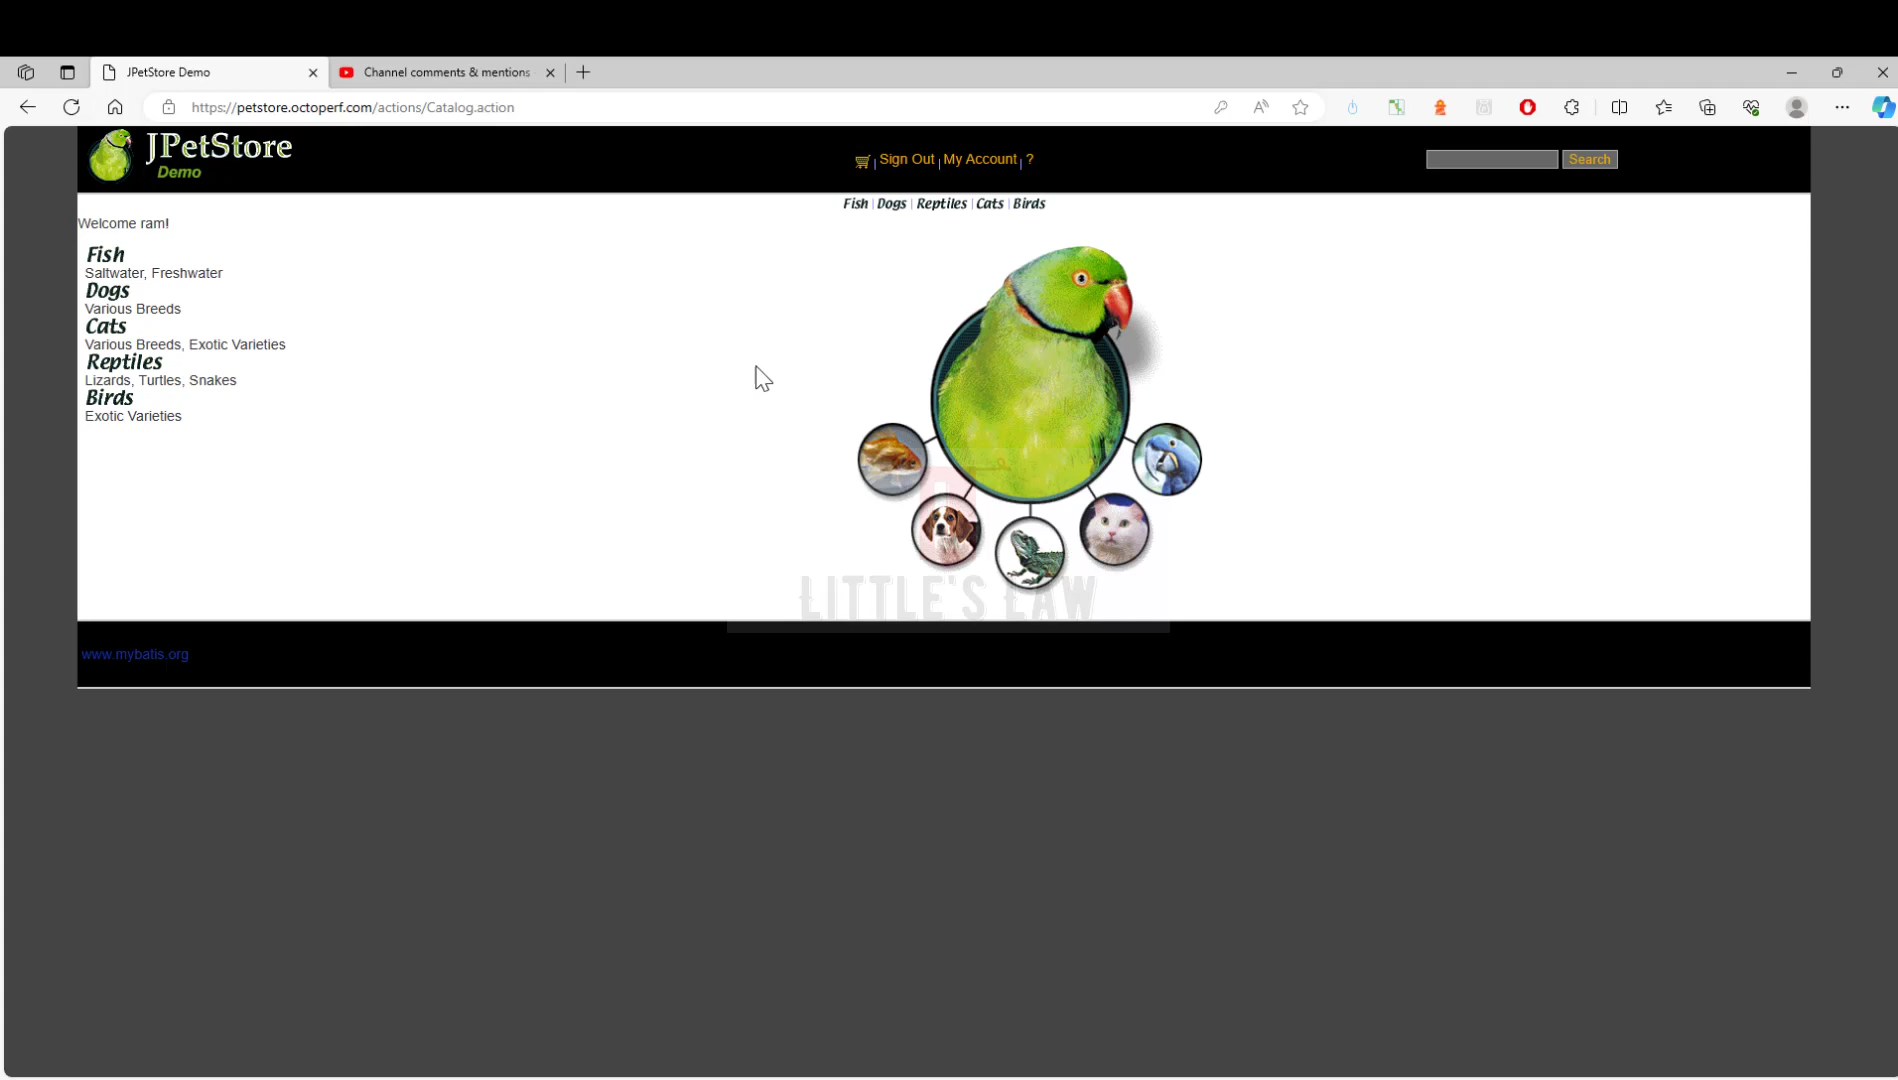 JPetStore Demo
Channel comments & mentions
https://petstore.octoperf.com/actions/Catalog.action
JPetStore
Demo
Sign Out | My Account | ?
Search
Fish | Dogs | Reptiles | Cats | Birds
Welcome ram!
Fish
Saltwater, Freshwater
Dogs
Various Breeds
Cats
Various Breeds, Exotic Varieties
Reptiles
Lizards, Turtles, Snakes
Birds
Exotic Varieties
LITTLE'S LAW
www.mybatis.org